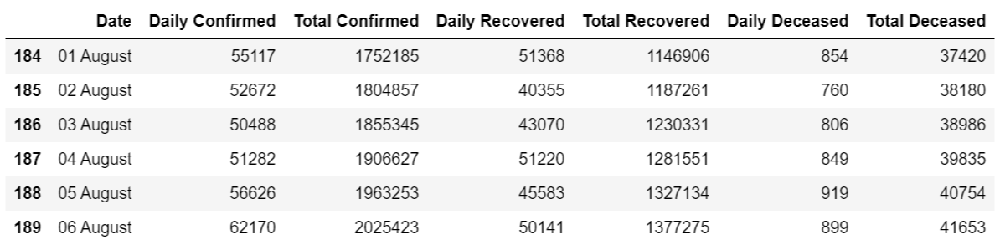 Date Daily Confirmed Total Confirmed Daily Recovered Total Recovered Daily Deceased Total Deceased
184 01 August 55117 1752185 51368 1146906 854 37420
185 02 August 52672 1804857 40355 1187261 760 38180
186 03 August 50488 1855345 43070 1230331 806 38986
187 04 August 51282 1906627 51220 1281551 849 39835
188 05 August 56626 1963253 45583 1327134 919 40754
189 06 August 62170 2025423 50141 1377275 899 41653